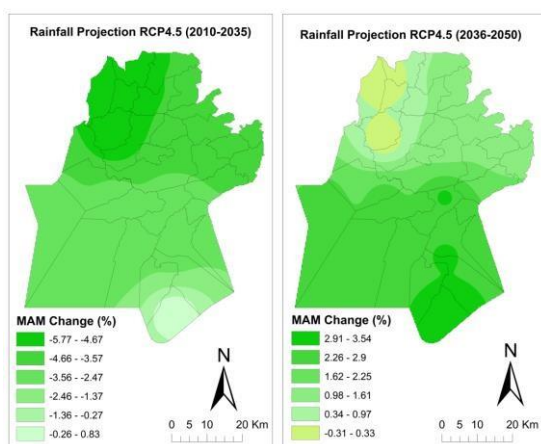 Rainfall Projection RCP4.5 (2010-2035)
MAM Change (%)
-5.77 - -4.67
-4.66 - -3.57
-3.56 - -2.47
-2.46 - -1.37
-1.36 - -0.27
-0.26 - 0.83
N
0 5 10 20 Km
Rainfall Projection RCP4.5 (2036-2050)
MAM Change (%)
2.91 - 3.54
2.26 - 2.9
1.62 - 2.25
0.98 - 1.61
0.34 - 0.97
-0.31 - 0.33
N
0 5 10 20 Km